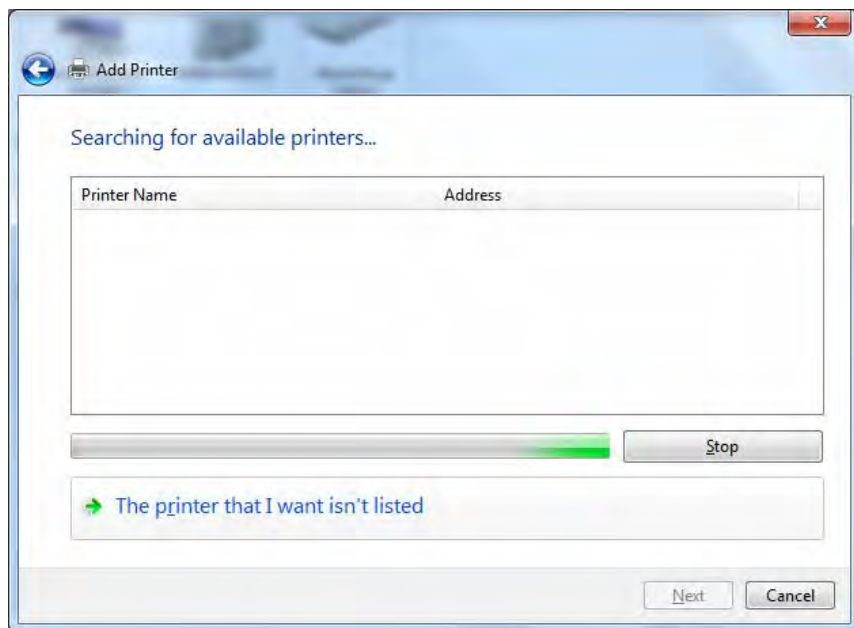 Add Printer
Searching for available printers...
Printer Name Address
Stop
The printer that I want isn't listed
Next Cancel